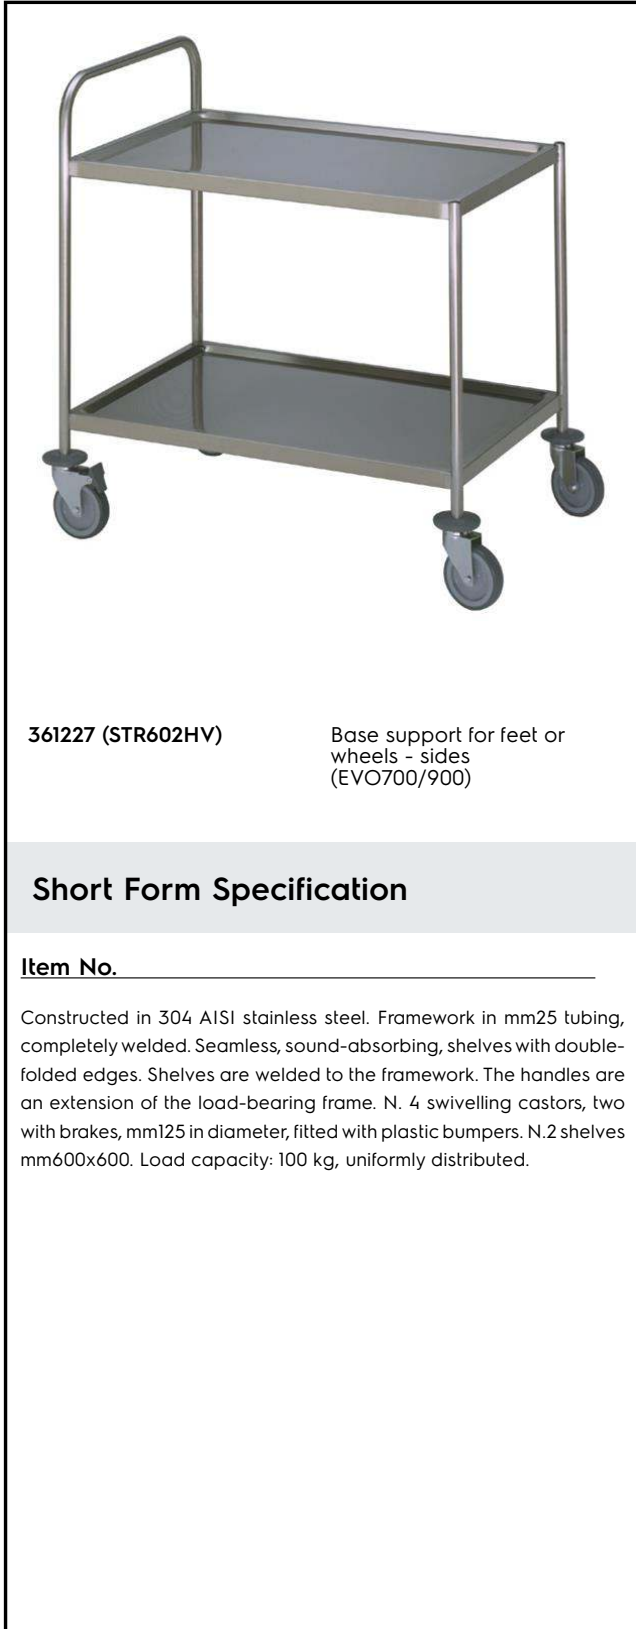 361227 (STR602HV)
Base support for feet or
wheels - sides
(EVO700/900)
Short Form Specification
Item No.
Constructed in 304 AISI stainless steel. Framework in mm25 tubing,
completely welded. Seamless, sound-absorbing, shelves with double-
folded edges. Shelves are welded to the framework. The handles are
an extension of the load-bearing frame. N. 4 swivelling castors, two
with brakes, mm125 in diameter, fitted with plastic bumpers. N.2 shelves
mm600x600. Load capacity: 100 kg, uniformly distributed.